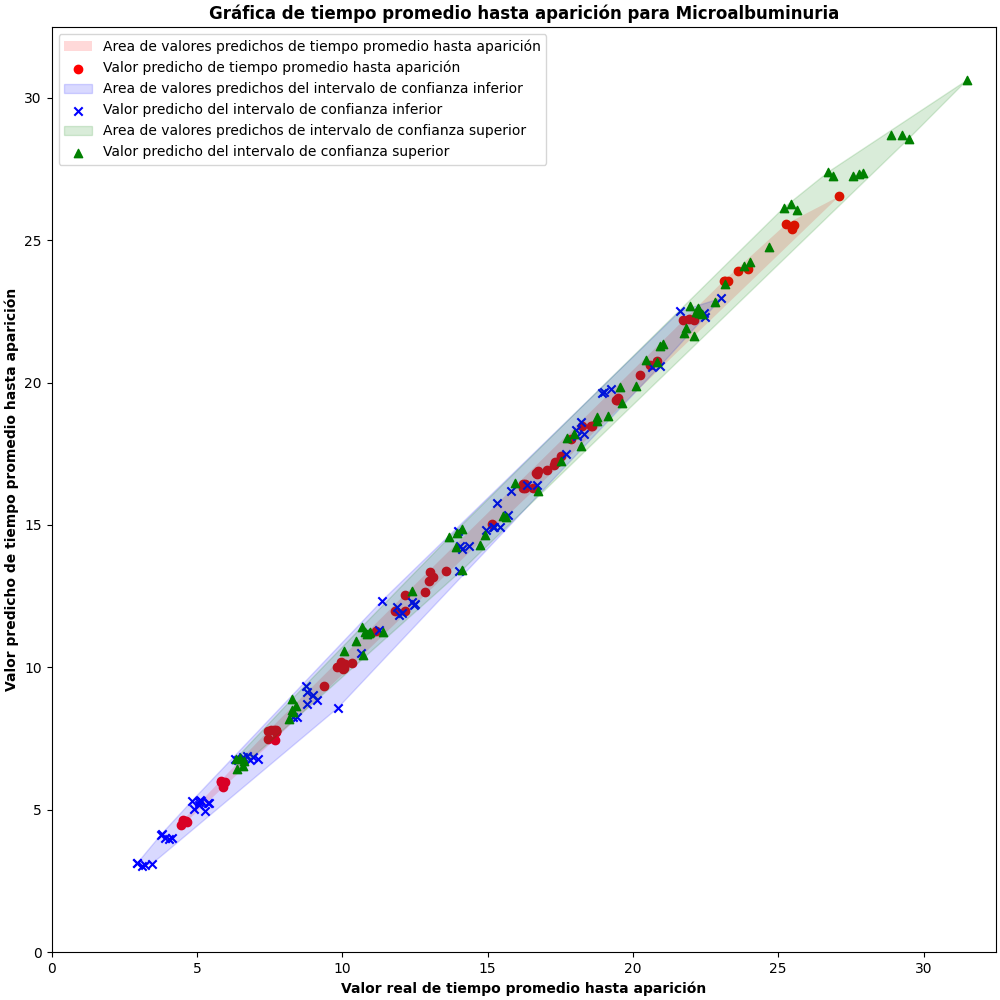 Gráfica de tiempo promedio hasta aparición para Microalbuminuria
Area de valores predichos de tiempo promedio hasta aparición
Valor predicho de tiempo promedio hasta aparición
Area de valores predichos del intervalo de confianza inferior
Valor predicho del intervalo de confianza inferior
Area de valores predichos de intervalo de confianza superior
Valor predicho del intervalo de confianza superior
Valor predicho de tiempo promedio hasta aparición
30
25
20
15
10
5
0
0 5 10 15 20 25 30
Valor real de tiempo promedio hasta aparición